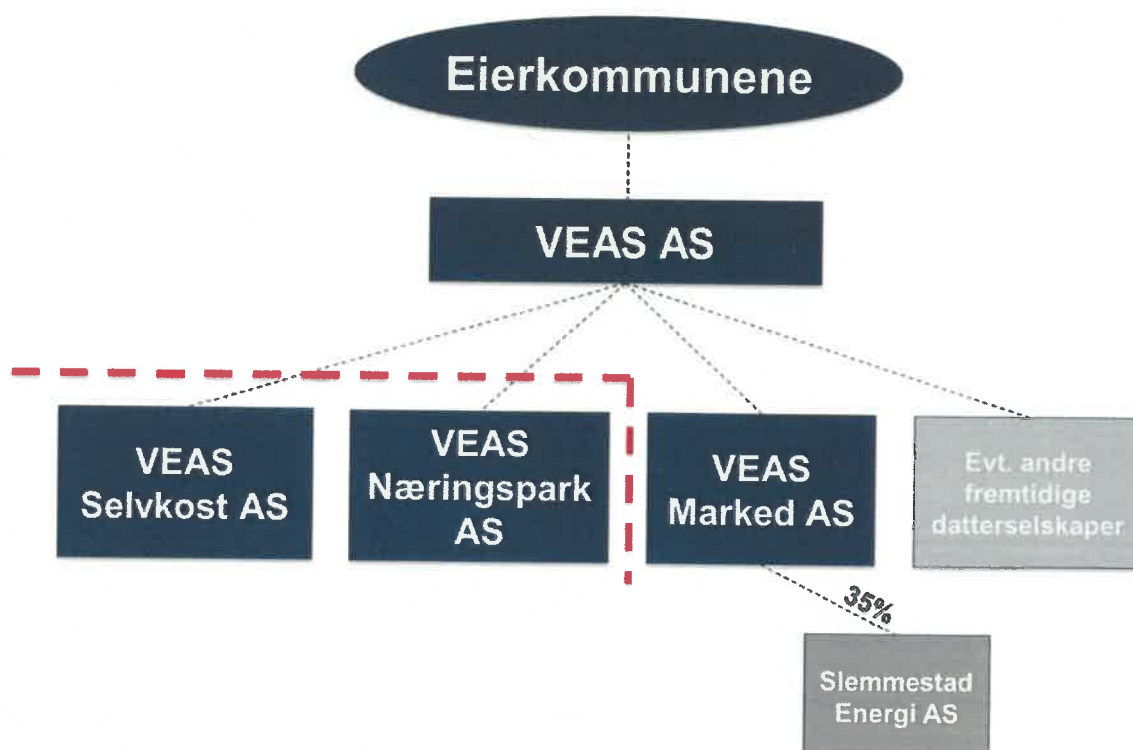 Eierkommunene
VEAS AS
VEAS
Selvkost AS
VEAS
Næringspark
AS
VEAS
Marked AS
Evt. andre
fremtidige
datterselskaper
35%
Slemmestad
Energi AS